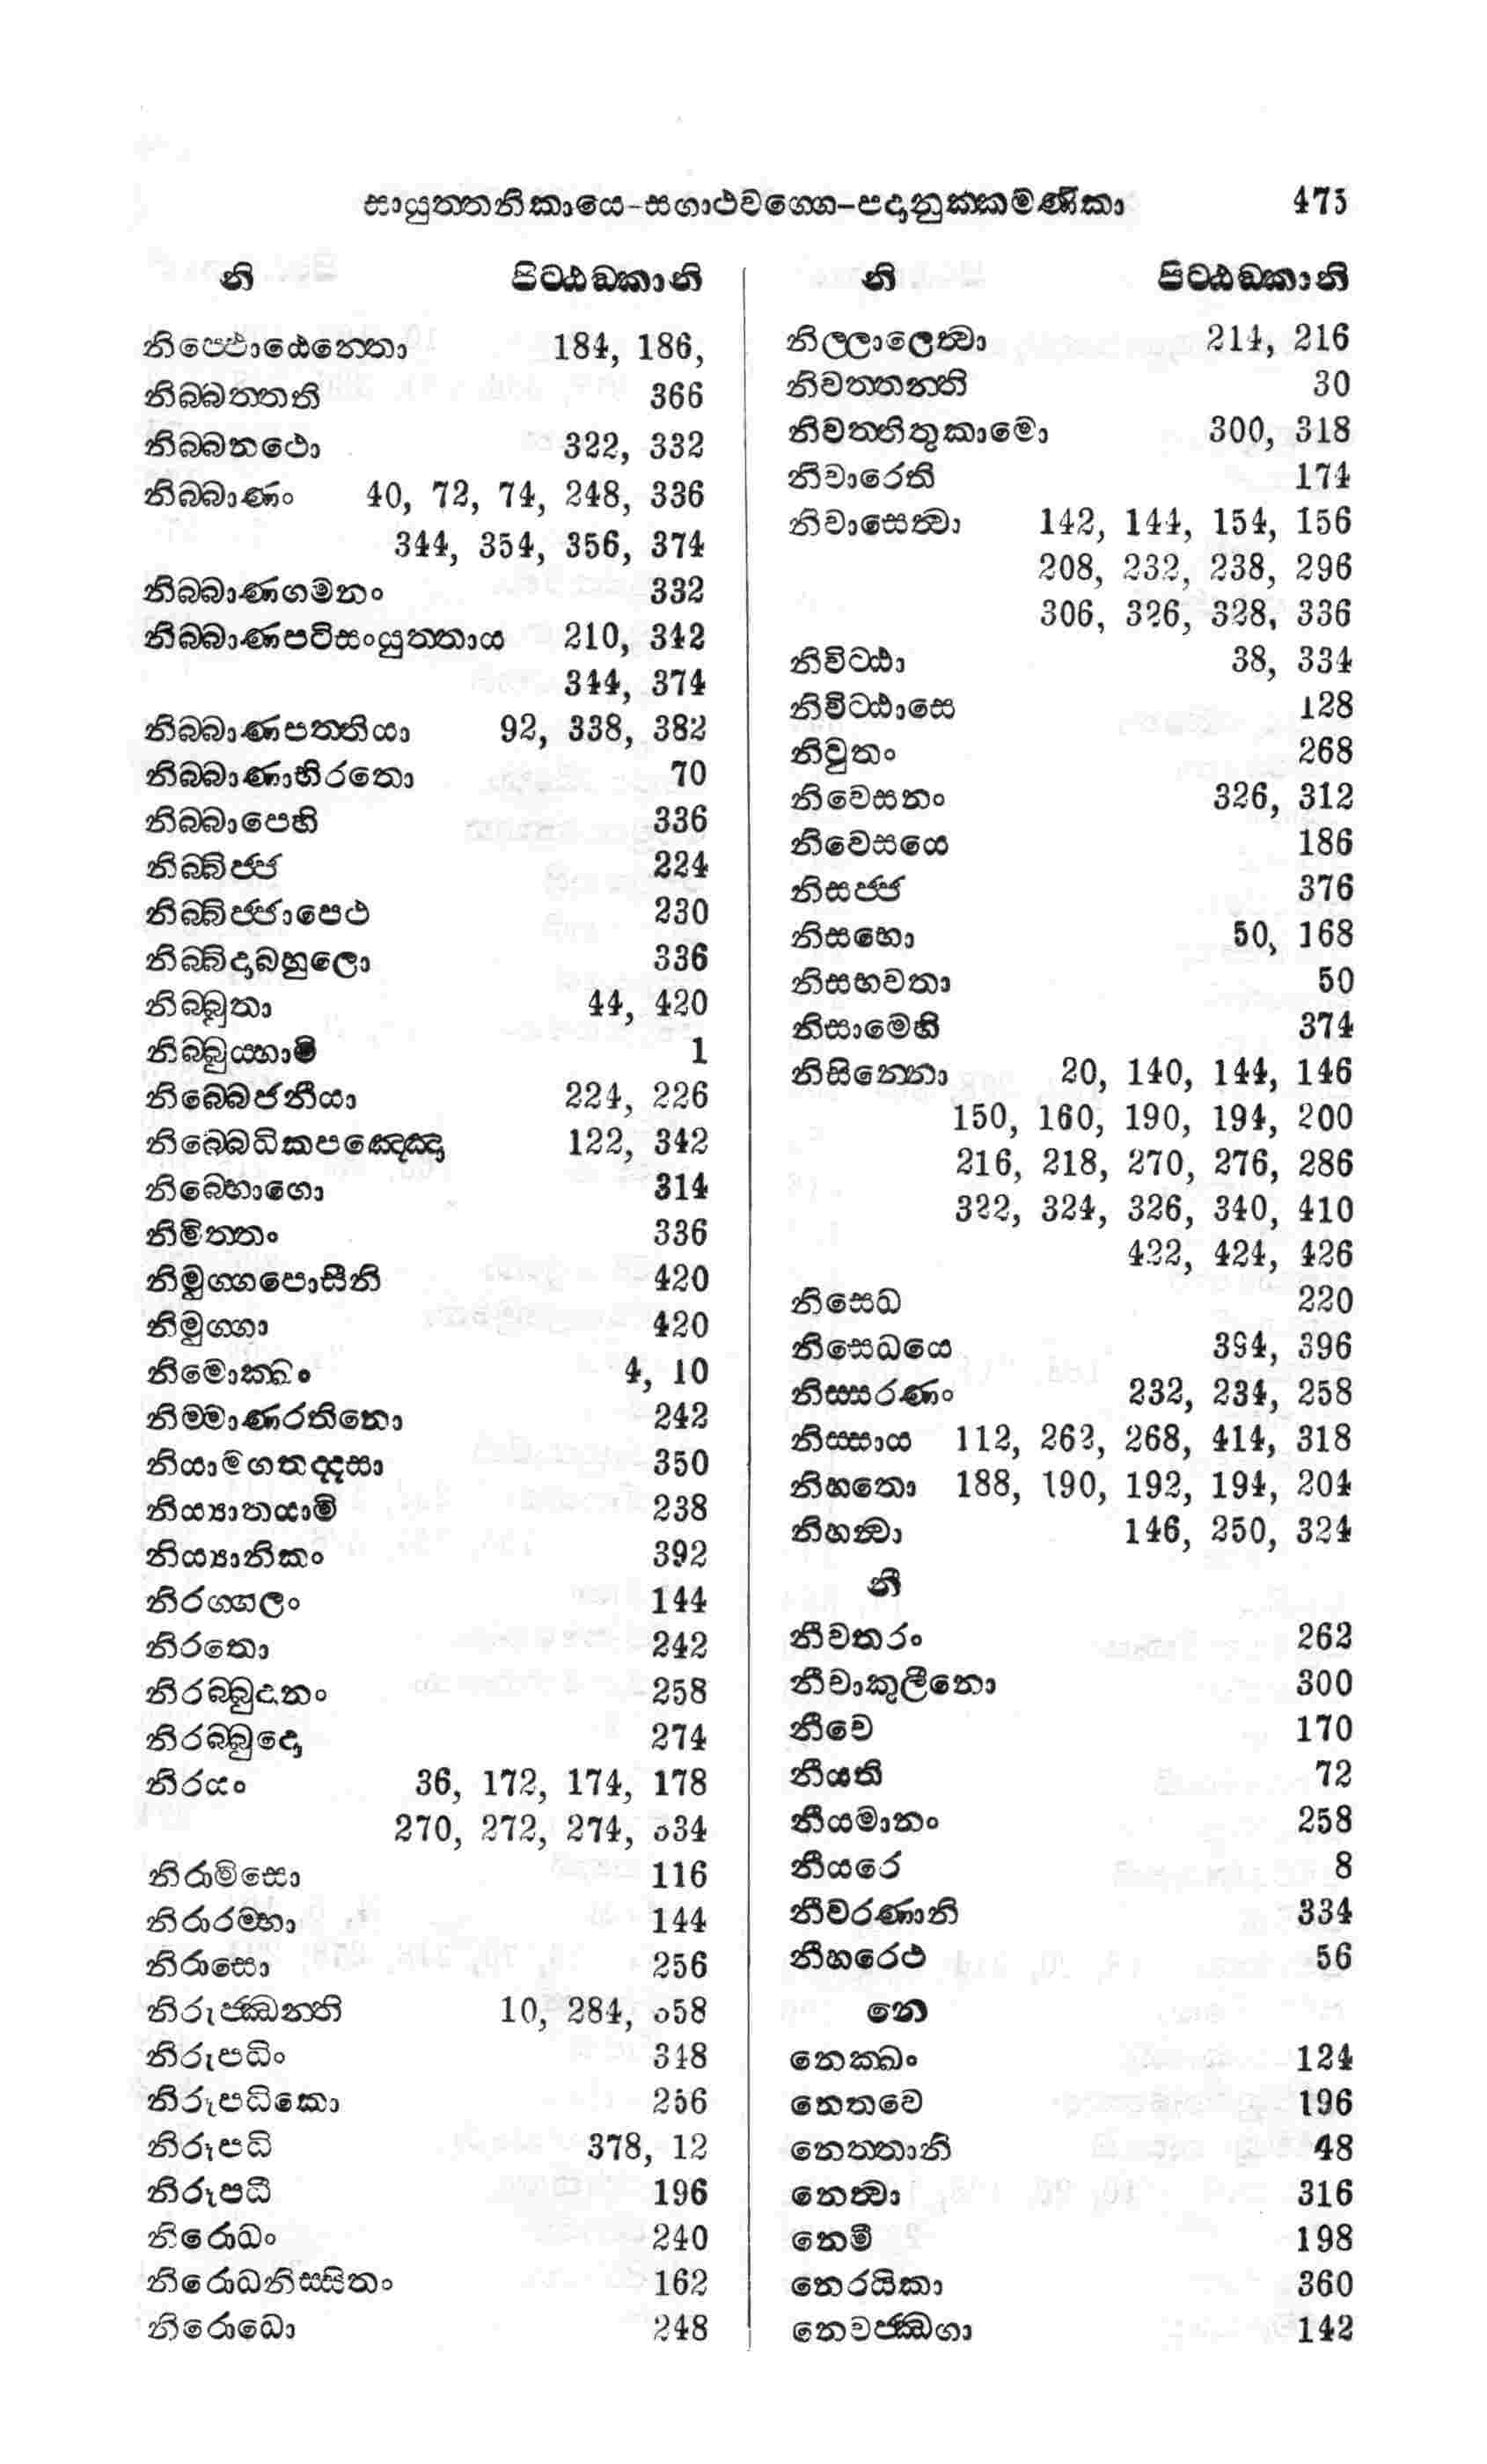 සායුත්තනිකායෙ-සගාථවග්ගෙ-පදානුක්කමණිකා 475
නි පිටඨඞ්කානි
නිප්ඵොඨෙන්තො 184, 186,
නිබ්බත්තති 366
නිබ්බනථො 322, 332
නිබ්බාණං 40, 72, 74, 248, 336
344, 354, 356, 374
නිබ්බාණගමනං 332
නිබ්බාණපටිසංයුත්තාය 210, 342
344, 374
නිබ්බාණපත්තියා 92, 338, 382
නිබ්බාණාභිරතො 70
නිබ්බාපෙහි 336
නිබ්බිජ්ජ 224
නිබ්බිජ්ජාපෙථ 230
නිබ්බිදාබහුලො 336
නිබ්බුතා 44, 420
නිබ්බුය්හාමි 1
නිබ්බෙජනීයා 224, 226
නිබ්බෙධිකපඤ්ඤෙ 122, 342
නිබ්භොගො 314
නිමිත්තං 336
නිමුග්ගපොසීනි 420
නිමුග්ගා 420
නිමොක්ඛං 4, 10
නිම්මාණරතිනො 242
නියාමගතද්දසා 350
නිය්‍යාතයාමි 238
නිය්‍යානිකං 392
නිරග්ගලං 144
නිරතො 242
නිරබ්බුදානං 258
නිරබ්බුදො 274
නිරයං 36, 172, 174, 178
270, 272, 274, 334
නිරාමිසො 116
නිරාරම්භා 144
නිරාසො 256
නිරුජ්ඣන්ති 10, 284, 358
නිරුපධිං 348
නිරූපධිකො 256
නිරූපධි 378, 12
නිරූපධී 196
නිරොධං 240
නිරොධනිස්සිතං 162
නිරොධො 248
නි පිටඨඞ්කානි
නිල්ලාලෙත්‍වා 214, 216
නිවත්තන්ති 30
නිවත්තිතුකාමො 300, 318
නිවාරෙති 174
නිවාසෙත්‍වා 142, 144, 154, 156
208, 232, 238, 296
306, 326, 328, 336
නිවිට්ඨා 38, 334
නිවිට්ඨාසෙ 128
නිවුතං 268
නිවෙසනං 326, 312
නිවෙසයෙ 186
නිසජ්ජ 376
නිසභො 50, 168
නිසභවතා 50
නිසාමෙහි 374
නිසින්නො 20, 140, 144, 146
150, 160, 190, 194, 200
216, 218, 270, 276, 286
322, 324, 326, 340, 410
422, 424, 426
නිසෙධ 220
නිසෙධයෙ 394, 396
නිස්සරණං 232, 234, 258
නිස්සාය 112, 262, 268, 414, 318
නිහතො 188, 190, 192, 194, 204
නිහන්‍ත්වා 146, 250, 324
නී
නීචතරං 262
නීචාකුලීනො 300
නීචෙ 170
නීයති 72
නීයමානං 258
නීයරෙ 8
නීවරණානි 334
නීහරෙථ 56
නෙ
නෙක්ඛං 124
නෙතවෙ 196
නෙත්තානි 48
නෙත්‍වා 316
නෙමි 198
නෙරයිකා 360
නෙවජ්ඣගා 142